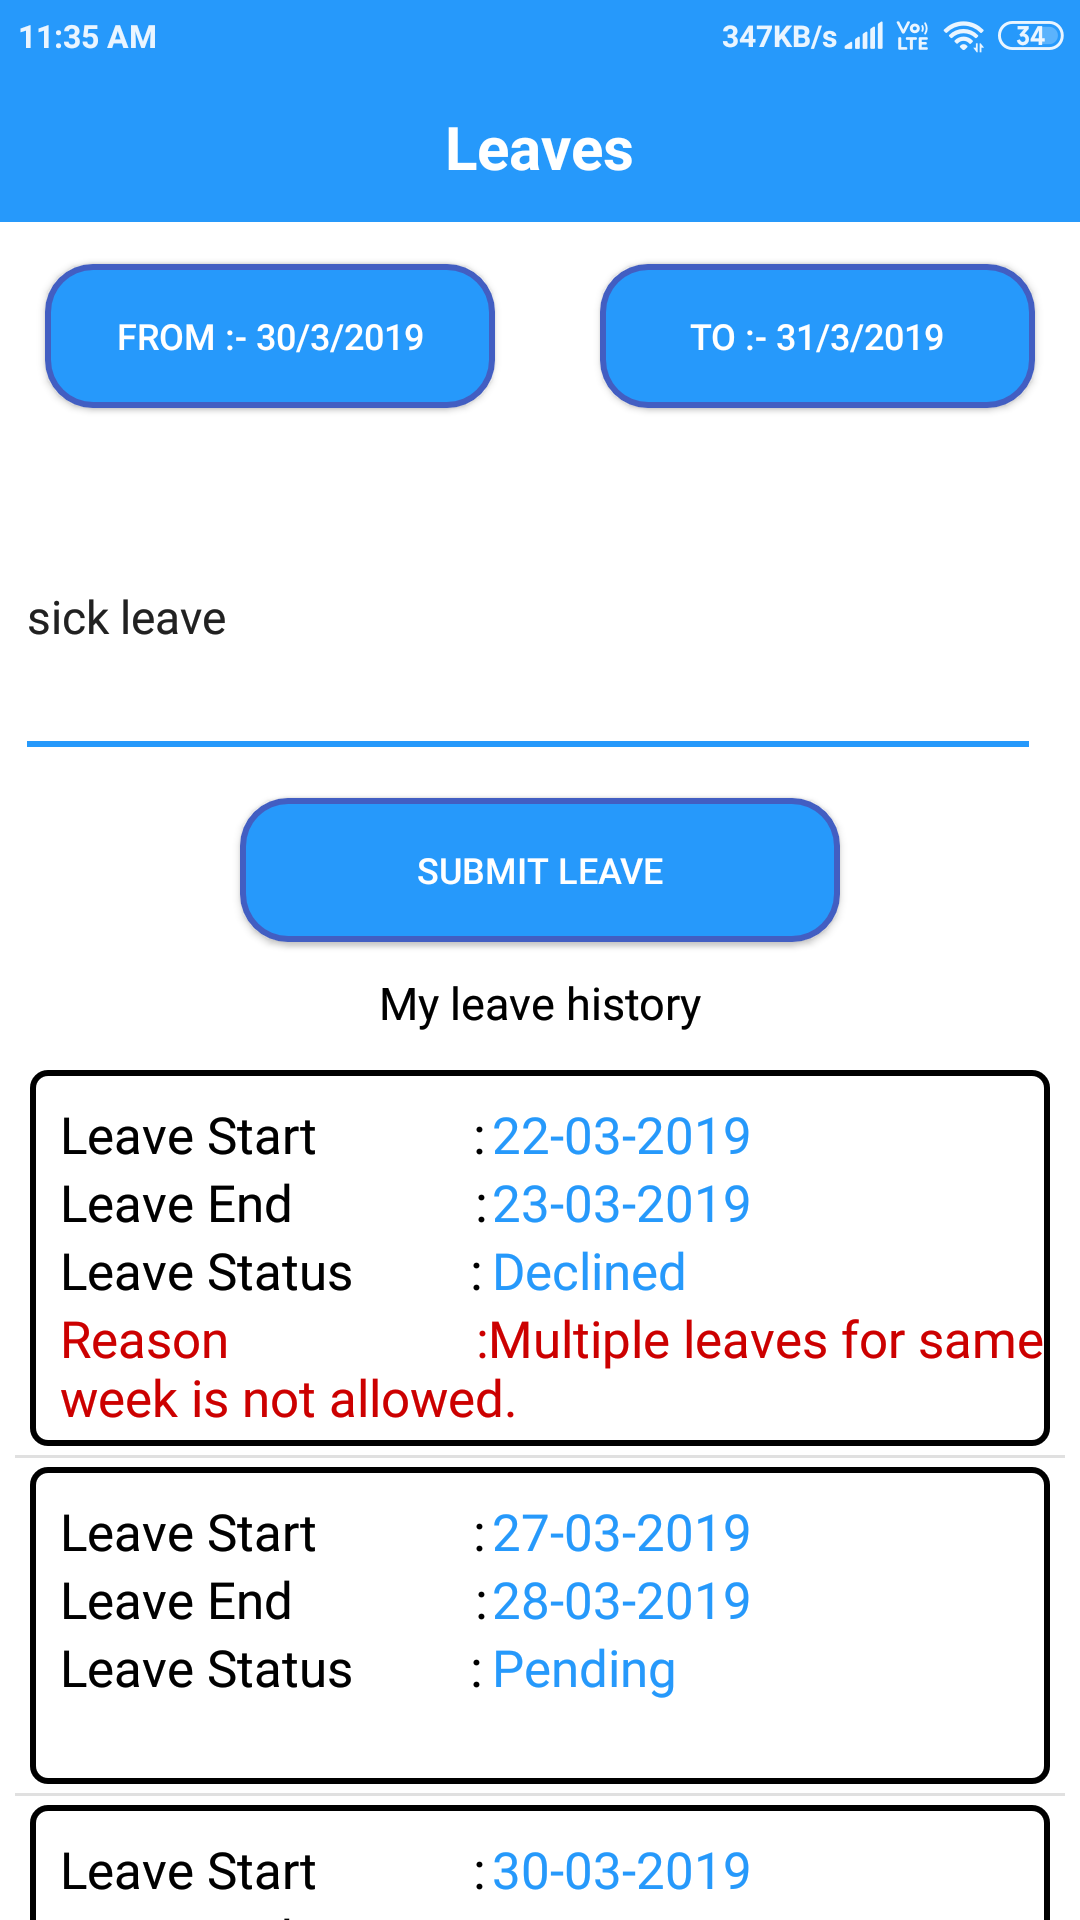 11:35 AM 347KB/s VoLTE 34
Leaves
FROM :- 30/3/2019 TO :- 31/3/2019
sick leave
SUBMIT LEAVE
My leave history
Leave Start : 22-03-2019
Leave End : 23-03-2019
Leave Status : Declined
Reason :Multiple leaves for same
week is not allowed.
Leave Start : 27-03-2019
Leave End : 28-03-2019
Leave Status : Pending
Leave Start : 30-03-2019